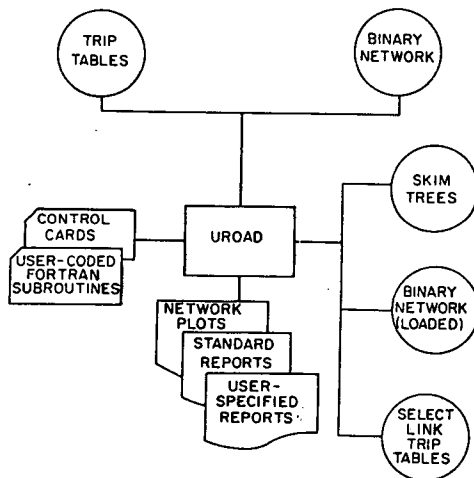 TRIP
TABLES
BINARY
NETWORK
SKIM
TREES
CONTROL
CARDS
UROAD
USER-CODED
FORTRAN
SUBROUTINES
BINARY
NETWORK
(LOADED)
NETWORK
PLOTS
STANDARD
REPORTS
USER-
SPECIFIED
REPORTS
SELECT
LINK
TRIP
TABLES